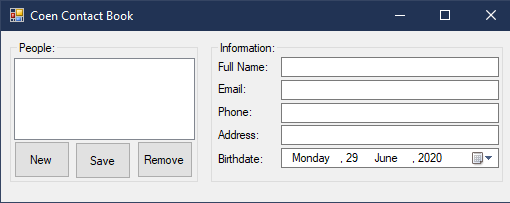 Coen Contact Book
People:
New
Save
Remove
Information:
Full Name:
Email:
Phone:
Address:
Birthdate:
Monday , 29 June , 2020